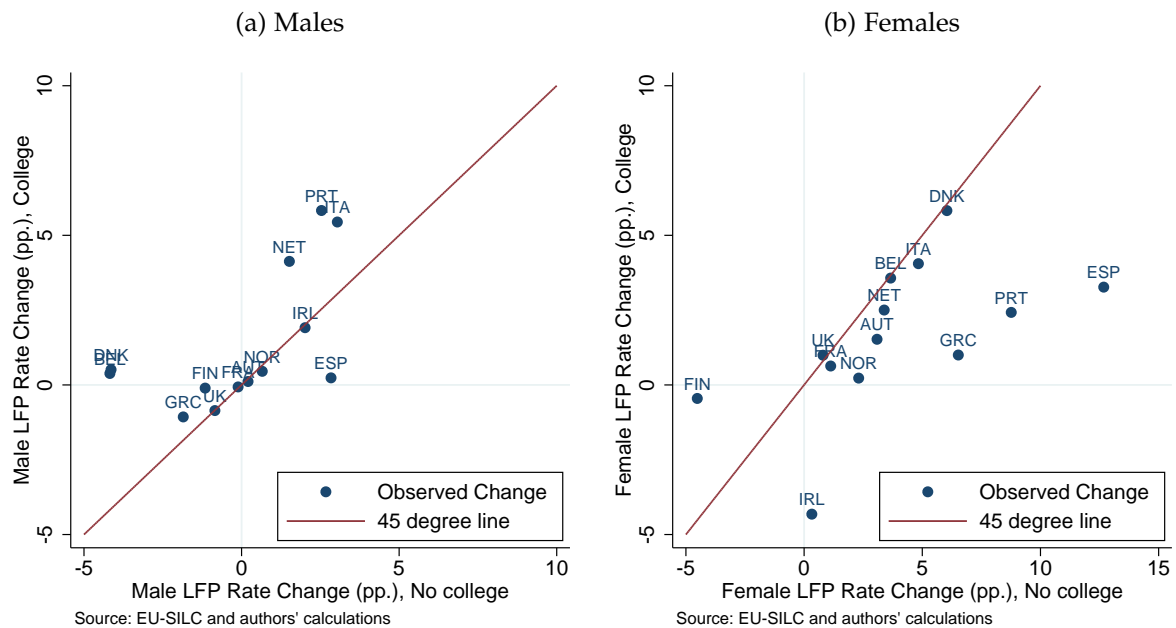 (a) Males
10
5
0
-5
Male LFP Rate Change (pp.), College
PRT
ITA
NET
IRL
DNK
BEL
NOR
AUT
ESP
FIN
FRA
GRC
UK
Observed Change
45 degree line
-5 0 5 10
Male LFP Rate Change (pp.), No college
Source: EU-SILC and authors' calculations
(b) Females
10
5
0
-5
Female LFP Rate Change (pp.), College
DNK
ITA
BEL
ESP
NET
PRT
AUT
UK
FRA
GRC
NOR
FIN
IRL
Observed Change
45 degree line
-5 0 5 10 15
Female LFP Rate Change (pp.), No college
Source: EU-SILC and authors' calculations